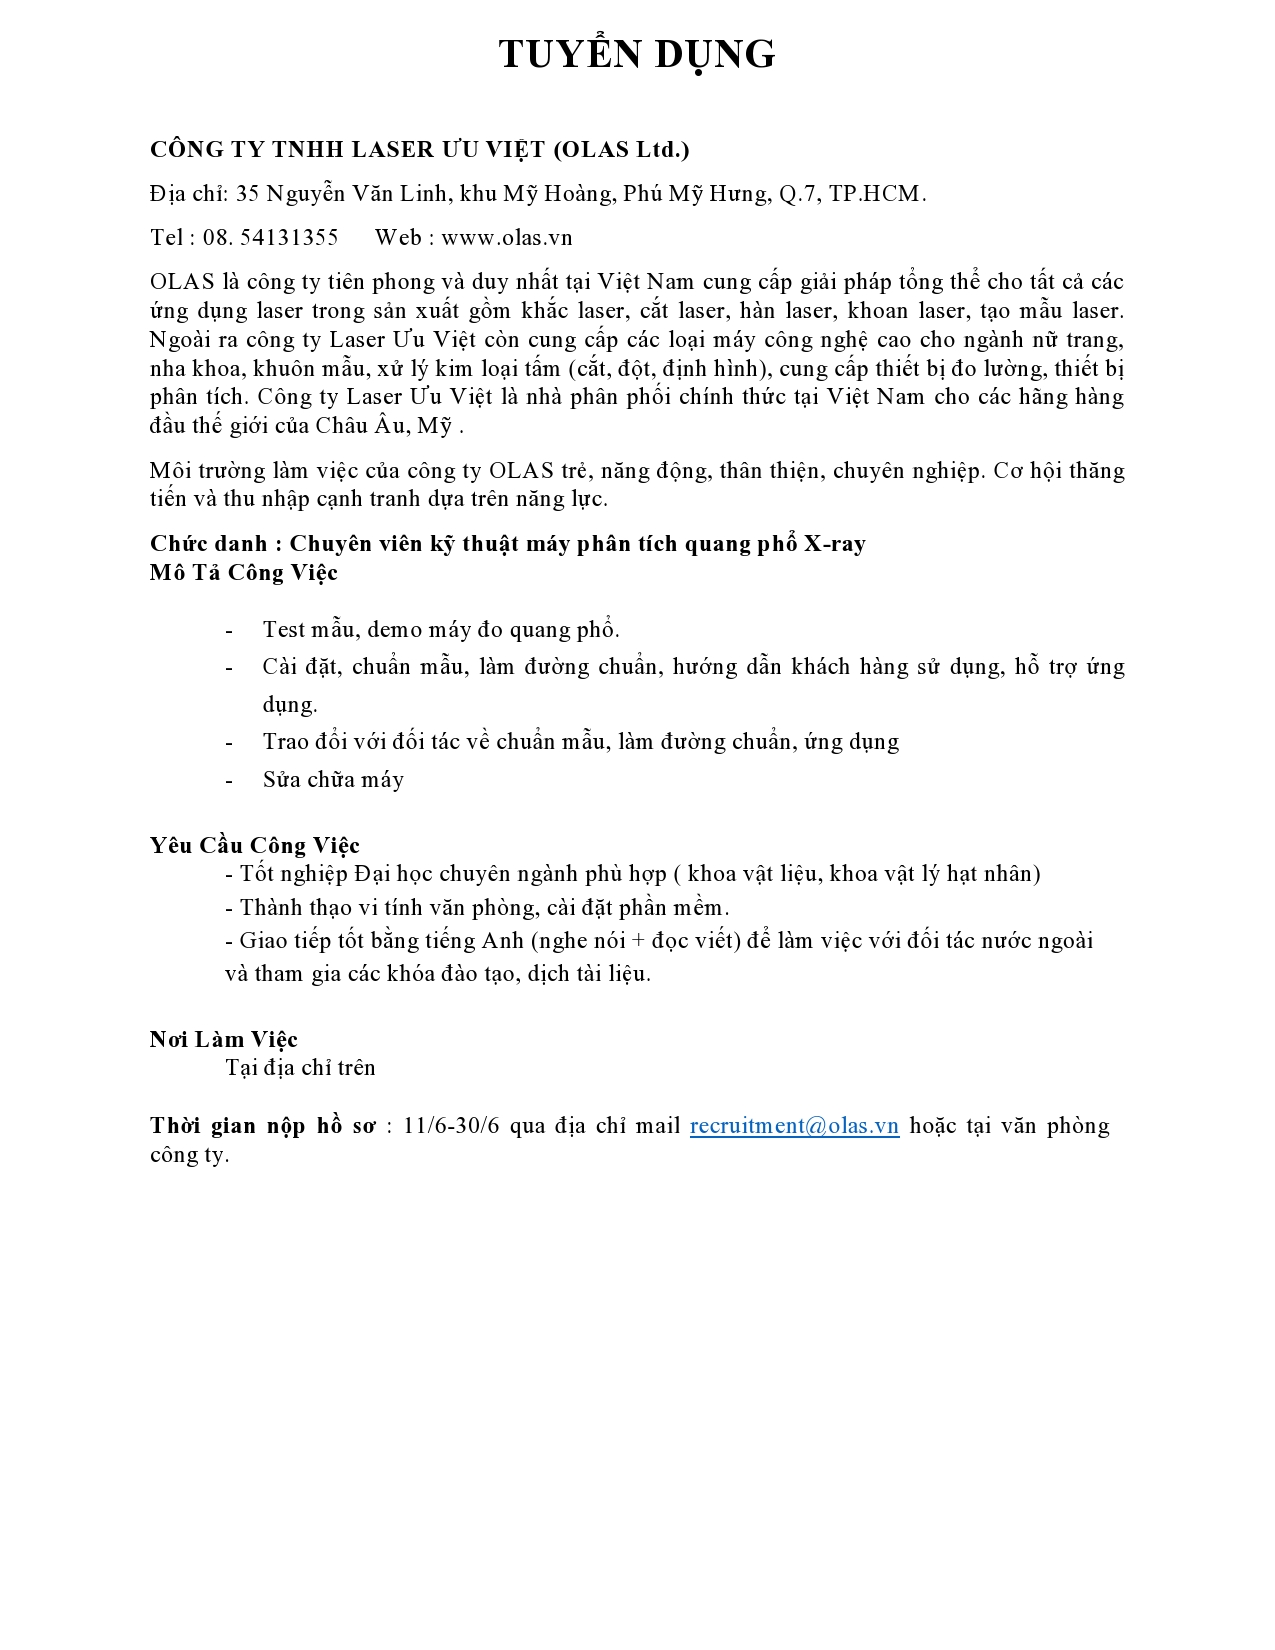 TUYỂN DỤNG
CÔNG TY TNHH LASER ƯU VIỆT (OLAS Ltd.)
Địa chỉ: 35 Nguyễn Văn Linh, khu Mỹ Hoàng, Phú Mỹ Hưng, Q.7, TP.HCM.
Tel : 08. 54131355 Web : www.olas.vn
OLAS là công ty tiên phong và duy nhất tại Việt Nam cung cấp giải pháp tổng thể cho tất cả các
ứng dụng laser trong sản xuất gồm khắc laser, cắt laser, hàn laser, khoan laser, tạo mẫu laser.
Ngoài ra công ty Laser Ưu Việt còn cung cấp các loại máy công nghệ cao cho ngành nữ trang,
nha khoa, khuôn mẫu, xử lý kim loại tấm (cắt, đột, định hình), cung cấp thiết bị đo lường, thiết bị
phân tích. Công ty Laser Ưu Việt là nhà phân phối chính thức tại Việt Nam cho các hãng hàng
đầu thế giới của Châu Âu, Mỹ .
Môi trường làm việc của công ty OLAS trẻ, năng động, thân thiện, chuyên nghiệp. Cơ hội thăng
tiến và thu nhập cạnh tranh dựa trên năng lực.
Chức danh : Chuyên viên kỹ thuật máy phân tích quang phổ X-ray
Mô Tả Công Việc
- Test mẫu, demo máy đo quang phổ.
- Cài đặt, chuẩn mẫu, làm đường chuẩn, hướng dẫn khách hàng sử dụng, hỗ trợ ứng
dụng.
- Trao đổi với đối tác về chuẩn mẫu, làm đường chuẩn, ứng dụng
- Sửa chữa máy
Yêu Cầu Công Việc
- Tốt nghiệp Đại học chuyên ngành phù hợp ( khoa vật liệu, khoa vật lý hạt nhân)
- Thành thạo vi tính văn phòng, cài đặt phần mềm.
- Giao tiếp tốt bằng tiếng Anh (nghe nói + đọc viết) để làm việc với đối tác nước ngoài
và tham gia các khóa đào tạo, dịch tài liệu.
Nơi Làm Việc
Tại địa chỉ trên
Thời gian nộp hồ sơ : 11/6-30/6 qua địa chỉ mail recruitment@olas.vn hoặc tại văn phòng
công ty.